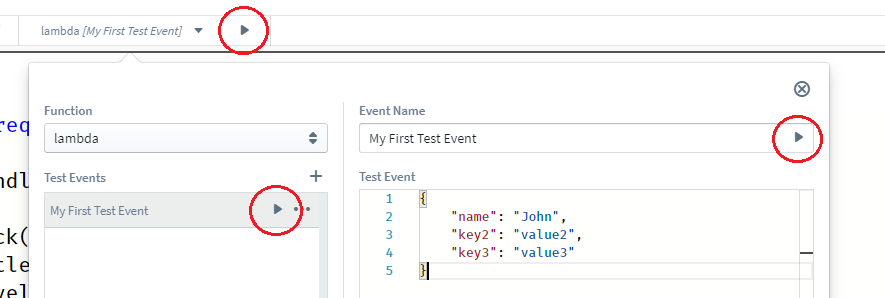 lambda [My First Test Event]
Function
Event Name
lambda
My First Test Event
Test Events
Test Event
My First Test Event
1 {
2 "name": "John",
3 "key2": "value2",
4 "key3": "value3"
5 }
req
ndl
ck(
tle
vel